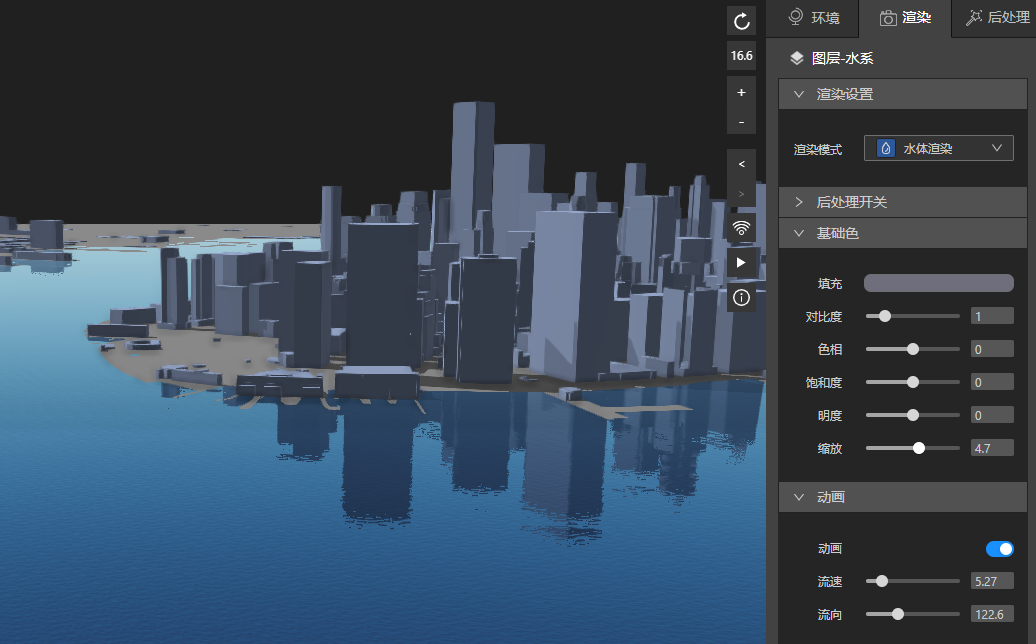 环境
渲染
后处理
图层-水系
16.6
+
-
<
>
渲染设置
渲染模式
水体渲染
后处理开关
基础色
填充
对比度 1
色相 0
饱和度 0
明度 0
缩放 4.7
动画
动画
流速 5.27
流向 122.6